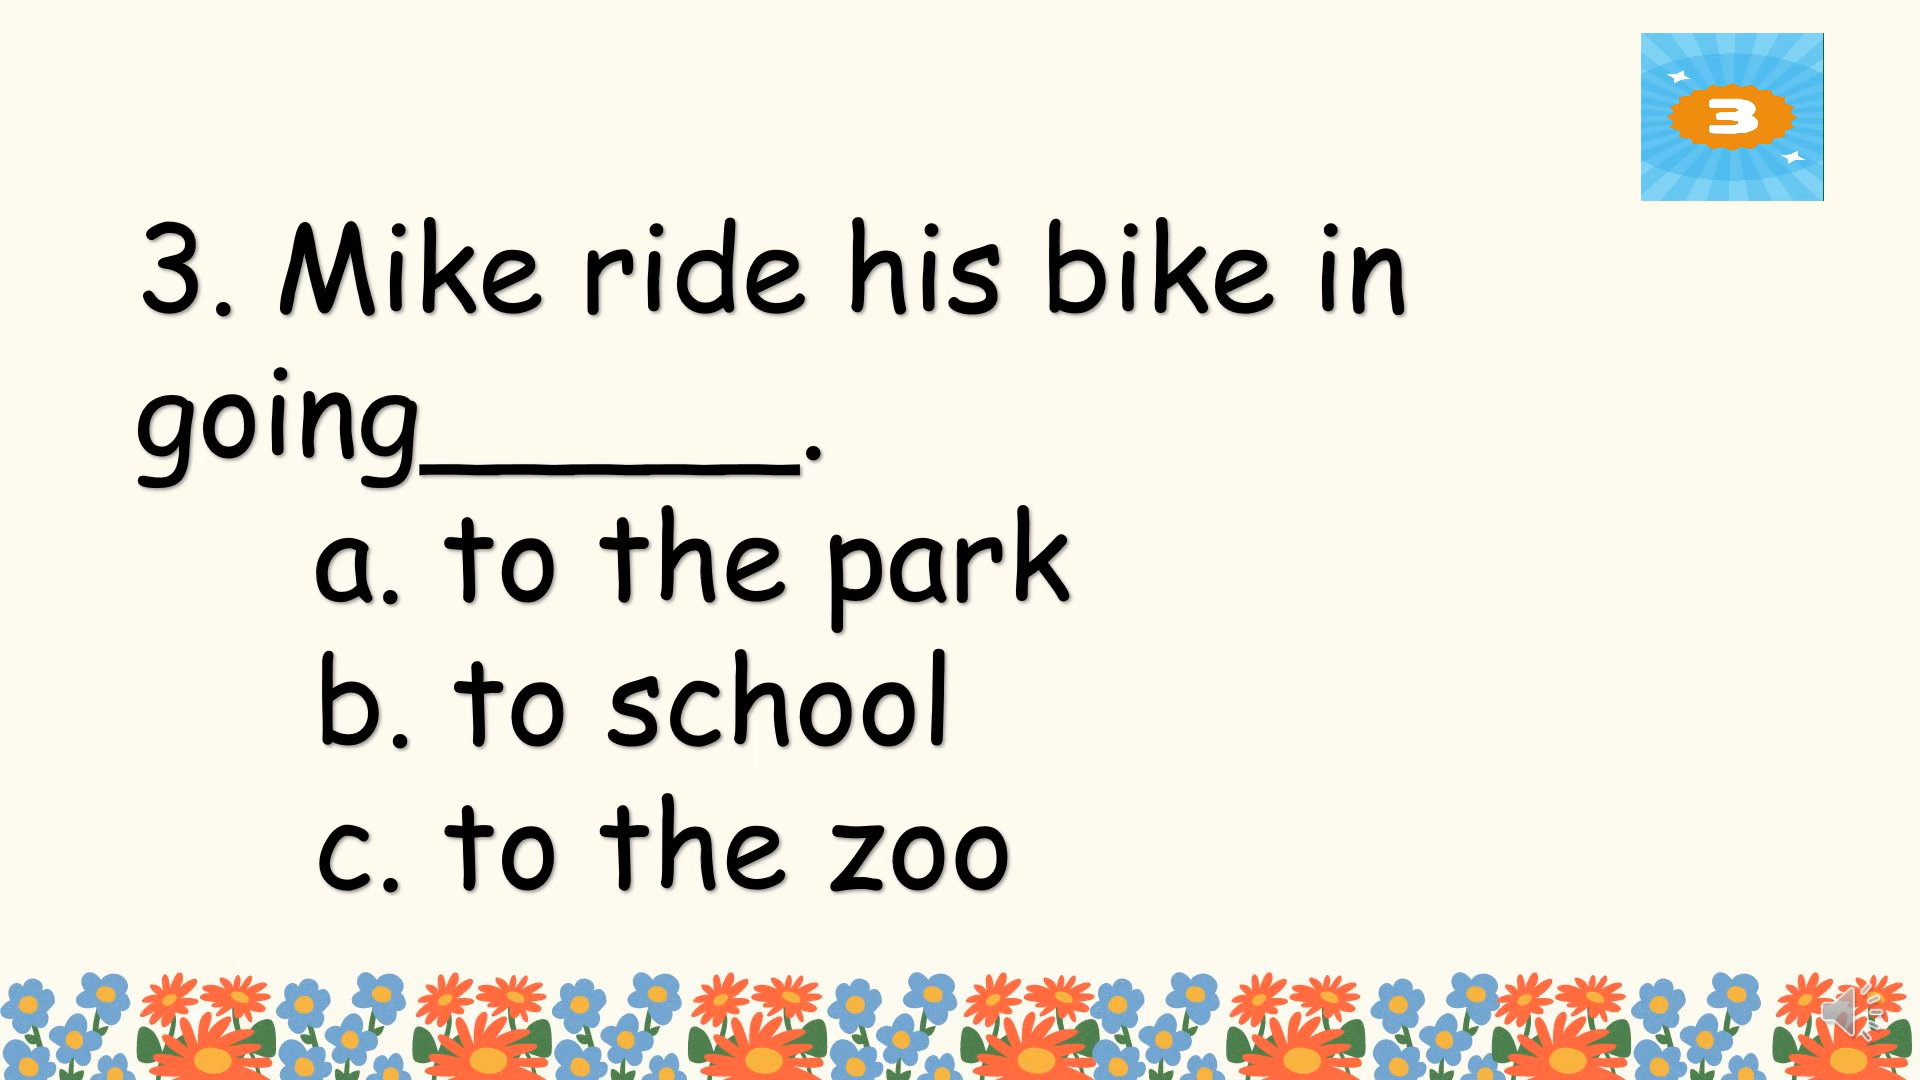 3
3. Mike ride his bike in
going______.
a. to the park
b. to school
c. to the zoo